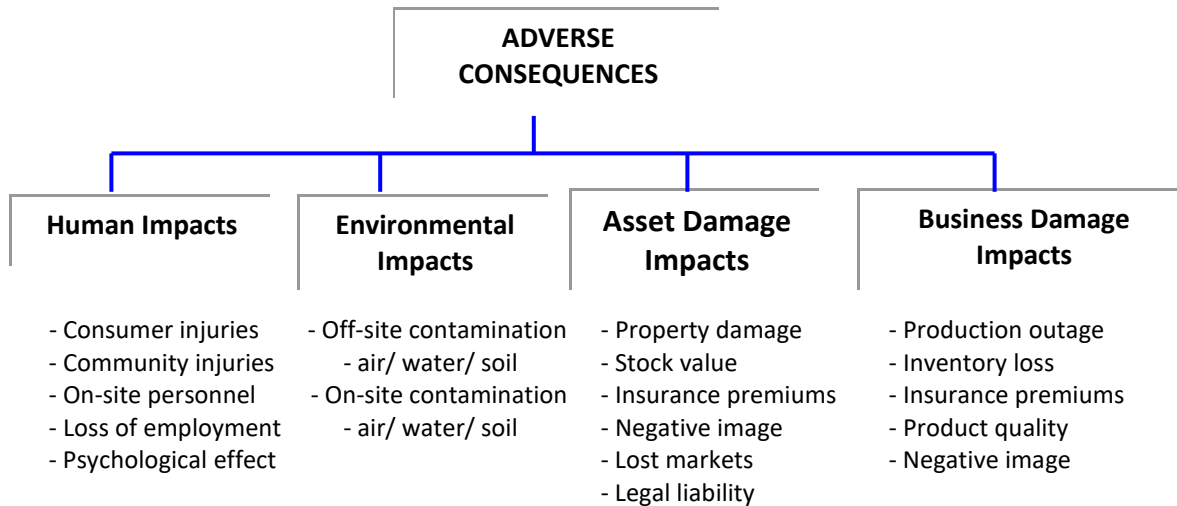 ADVERSE
CONSEQUENCES
Human Impacts
- Consumer injuries
- Community injuries
- On-site personnel
- Loss of employment
- Psychological effect
Environmental
Impacts
- Off-site contamination
- air/ water/ soil
- On-site contamination
- air/ water/ soil
Asset Damage
Impacts
- Property damage
- Stock value
- Insurance premiums
- Negative image
- Lost markets
- Legal liability
Business Damage
Impacts
- Production outage
- Inventory loss
- Insurance premiums
- Product quality
- Negative image